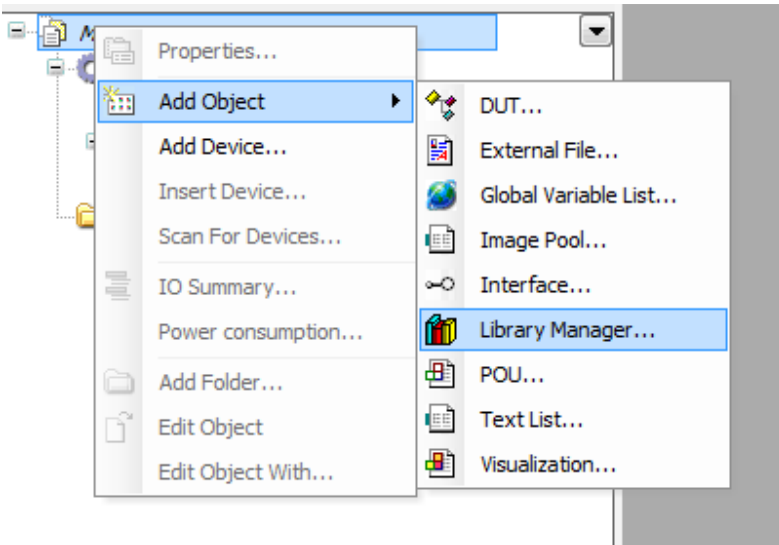 Properties...
Add Object
Add Device...
Insert Device...
Scan For Devices...
IO Summary...
Power consumption...
Add Folder...
Edit Object
Edit Object With...
DUT...
External File...
Global Variable List...
Image Pool...
Interface...
Library Manager...
POU...
Text List...
Visualization...